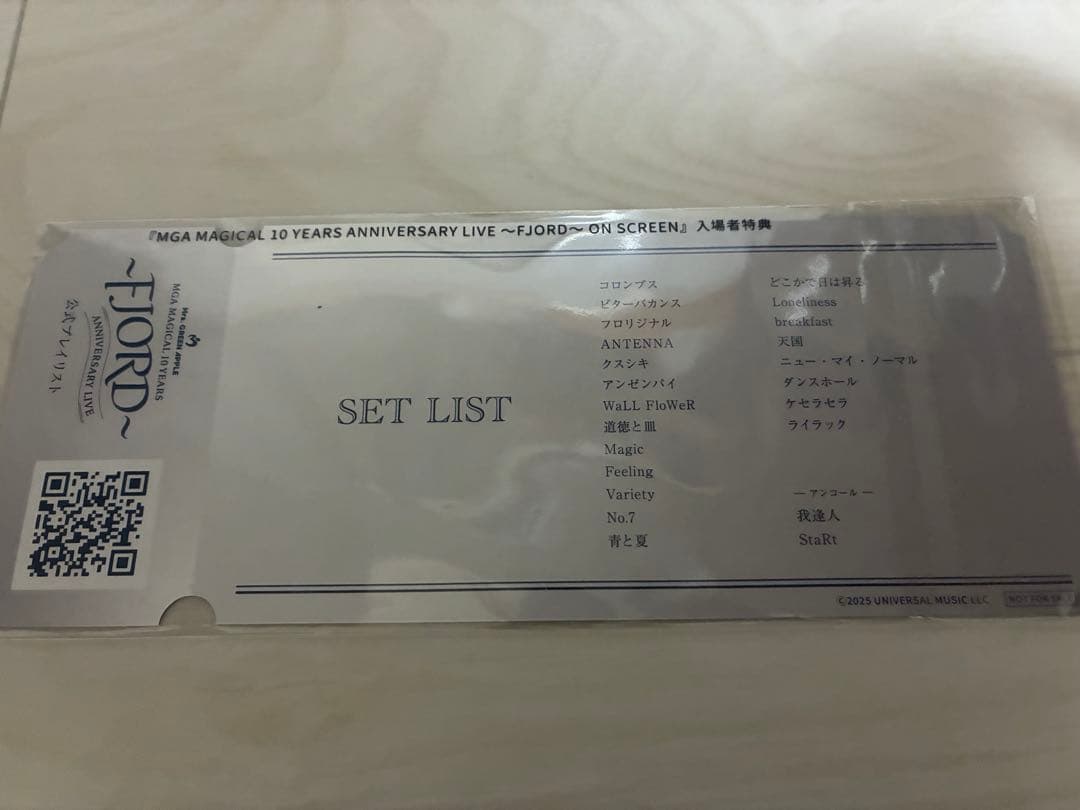 『MGA MAGICAL 10 YEARS ANNIVERSARY LIVE ～FJORD～ ON SCREEN』入場者特典
Mrs. GREEN APPLE
MGA MAGICAL 10 YEARS
～FJORD～
ANNIVERSARY LIVE
公式プレイリスト
SET LIST
コロンブス
ビターバカンス
フロリジナル
ANTENNA
クスシキ
アンゼンパイ
WaLL FloWeR
道徳と皿
Magic
Feeling
Variety
No.7
青と夏
どこかで日は昇る
Loneliness
breakfast
天国
ニュー・マイ・ノーマル
ダンスホール
ケセラセラ
ライラック
― アンコール ―
我逢人
StaRt
©2025 UNIVERSAL MUSIC LLC
NOT FOR SALE